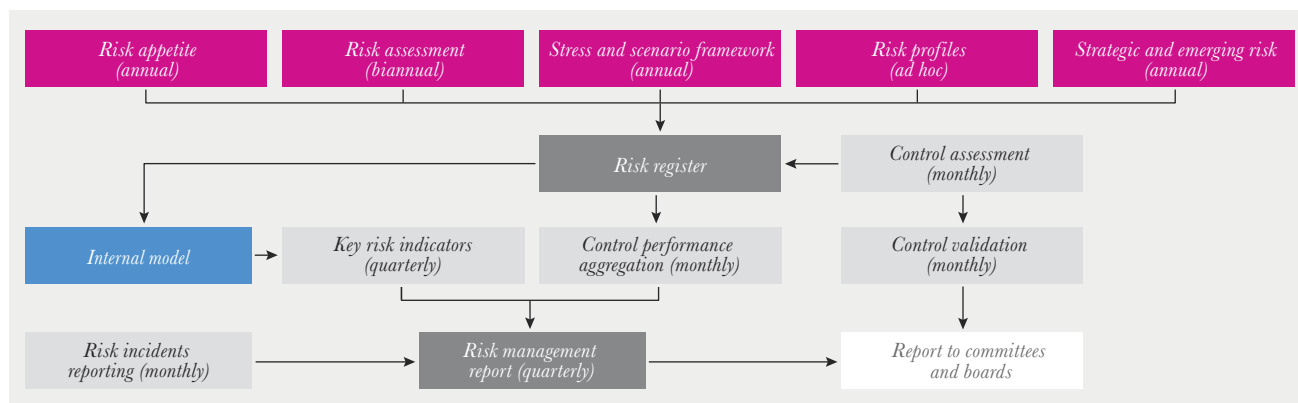 Risk appetite
(annual)
Risk assessment
(biannual)
Stress and scenario framework
(annual)
Risk profiles
(ad hoc)
Strategic and emerging risk
(annual)
Risk register
Control assessment
(monthly)
Internal model
Key risk indicators
(quarterly)
Control performance
aggregation (monthly)
Control validation
(monthly)
Risk incidents
reporting (monthly)
Risk management
report (quarterly)
Report to committees
and boards